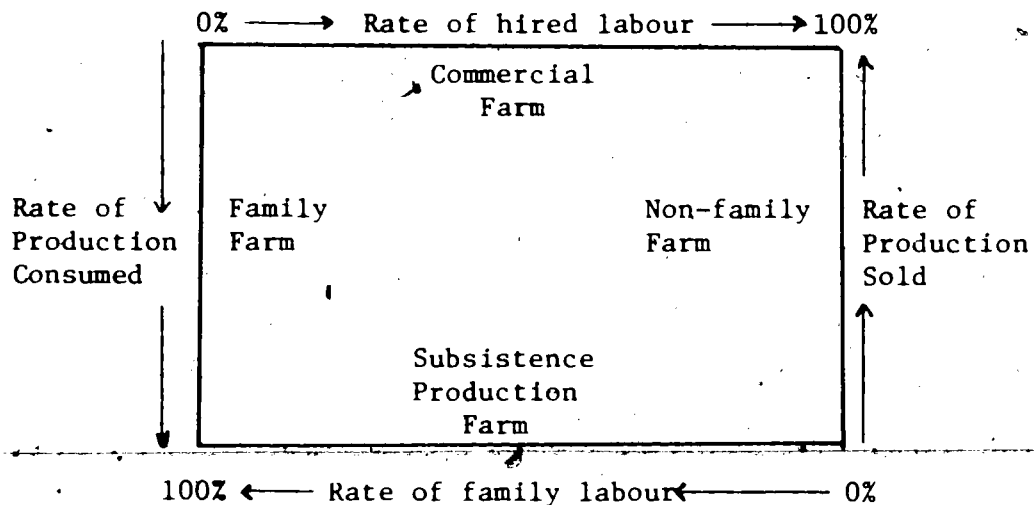 0% Rate of hired labour 100%
Commercial
Farm
Rate of
Production
Consumed
Family
Farm
Non-family
Farm
Rate of
Production
Sold
Subsistence
Production
Farm
100% Rate of family labour 0%